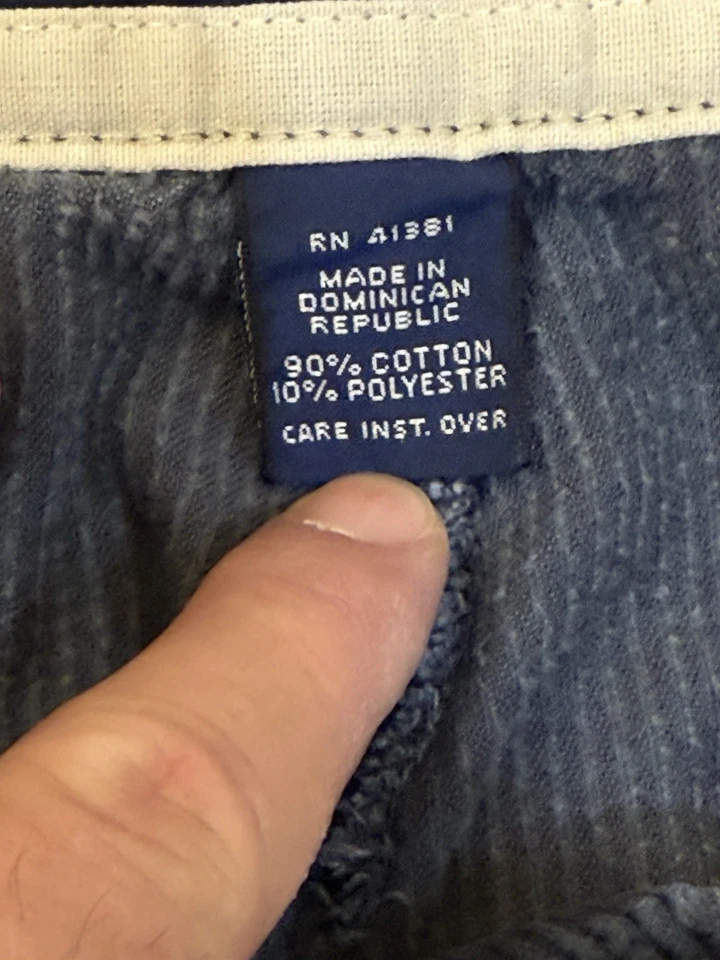 RN 41381
MADE IN
DOMINICAN
REPUBLIC
90% COTTON
10% POLYESTER
CARE INST. OVER